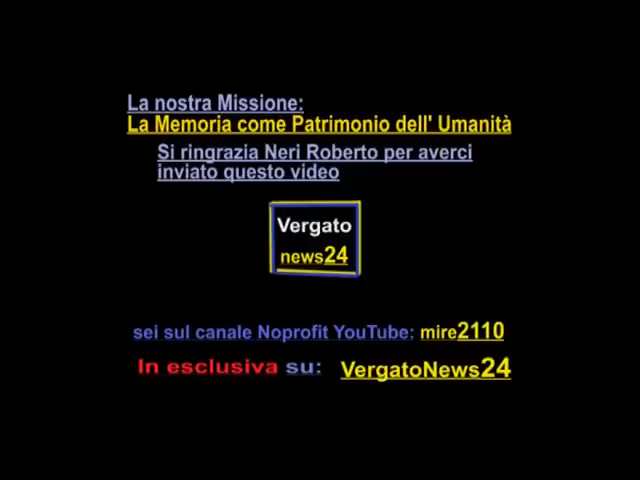 La nostra Missione:
La Memoria come Patrimonio dell' Umanità
Si ringrazia Neri Roberto per averci
inviato questo video
Vergato
news24
sei sul canale Noprofit YouTube: mire2110
In esclusiva su: VergatoNews24